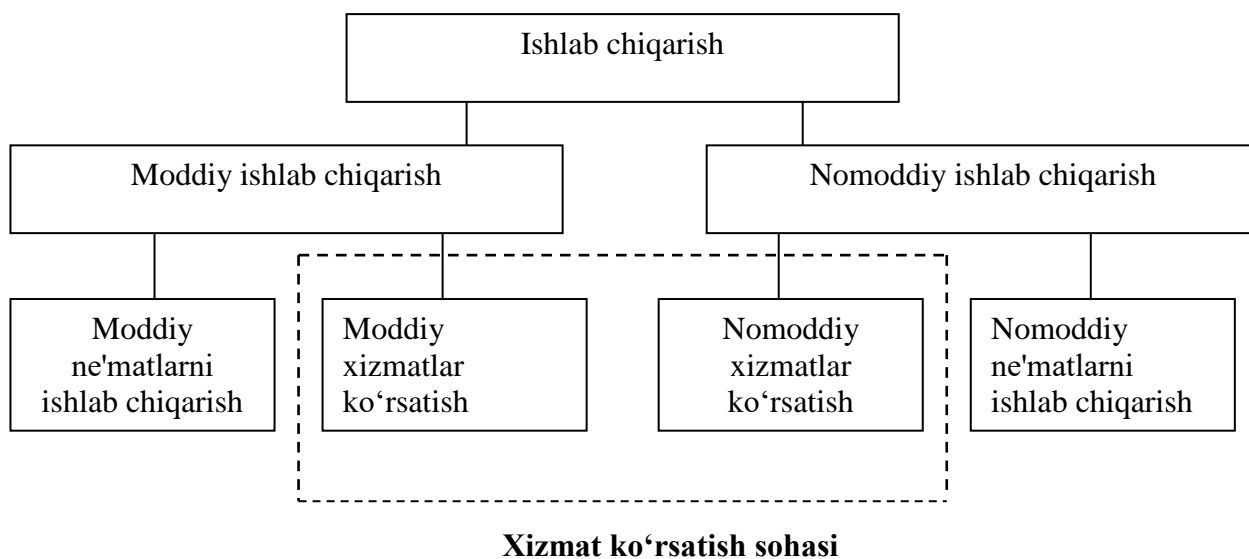 Ishlab chiqarish
Moddiy ishlab chiqarish
Nomoddiy ishlab chiqarish
Moddiy
ne'matlarni
ishlab chiqarish
Moddiy
xizmatlar
ko‘rsatish
Nomoddiy
xizmatlar
ko‘rsatish
Nomoddiy
ne'matlarni
ishlab chiqarish
Xizmat ko‘rsatish sohasi